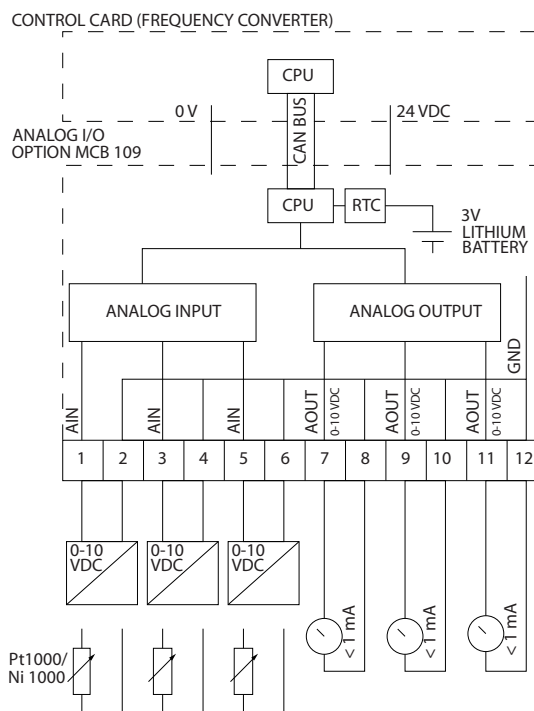 CONTROL CARD (FREQUENCY CONVERTER)
CPU
0 V
24 VDC
CAN BUS
ANALOG I/O
OPTION MCB 109
CPU
RTC
3V
LITHIUM
BATTERY
ANALOG INPUT
ANALOG OUTPUT
GND
AIN
AIN
AIN
AOUT
0-10 VDC
AOUT
0-10 VDC
AOUT
0-10 VDC
1 2 3 4 5 6 7 8 9 10 11 12
0-10
VDC
0-10
VDC
0-10
VDC
< 1 mA
< 1 mA
< 1 mA
Pt1000/
Ni 1000